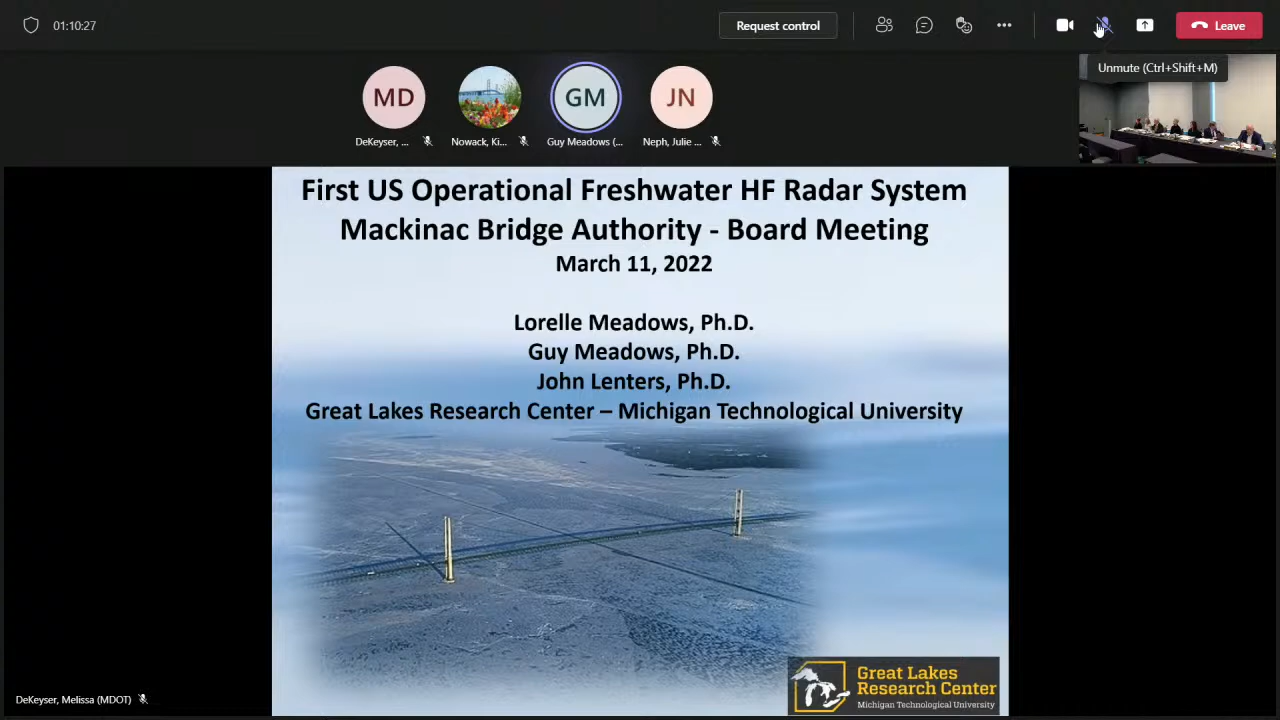 01:10:27
Request control
Leave
Unmute (Ctrl+Shift+M)
MD
GM
JN
DeKeyser, ...
Nowack, Ki...
Guy Meadows (...
Neph, Julie ...
First US Operational Freshwater HF Radar System
Mackinac Bridge Authority - Board Meeting
March 11, 2022
Lorelle Meadows, Ph.D.
Guy Meadows, Ph.D.
John Lenters, Ph.D.
Great Lakes Research Center – Michigan Technological University
Great Lakes
Research Center
Michigan Technological University
DeKeyser, Melissa (MDOT)